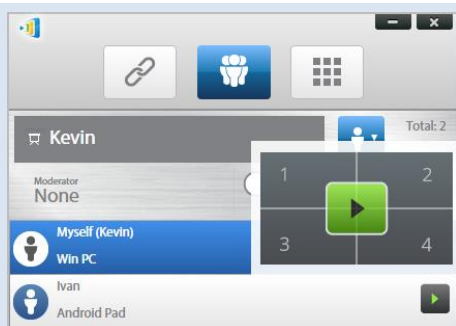 Kevin
Total: 2
Moderator
None
1
2
3
4
Myself (Kevin)
Win PC
Ivan
Android Pad